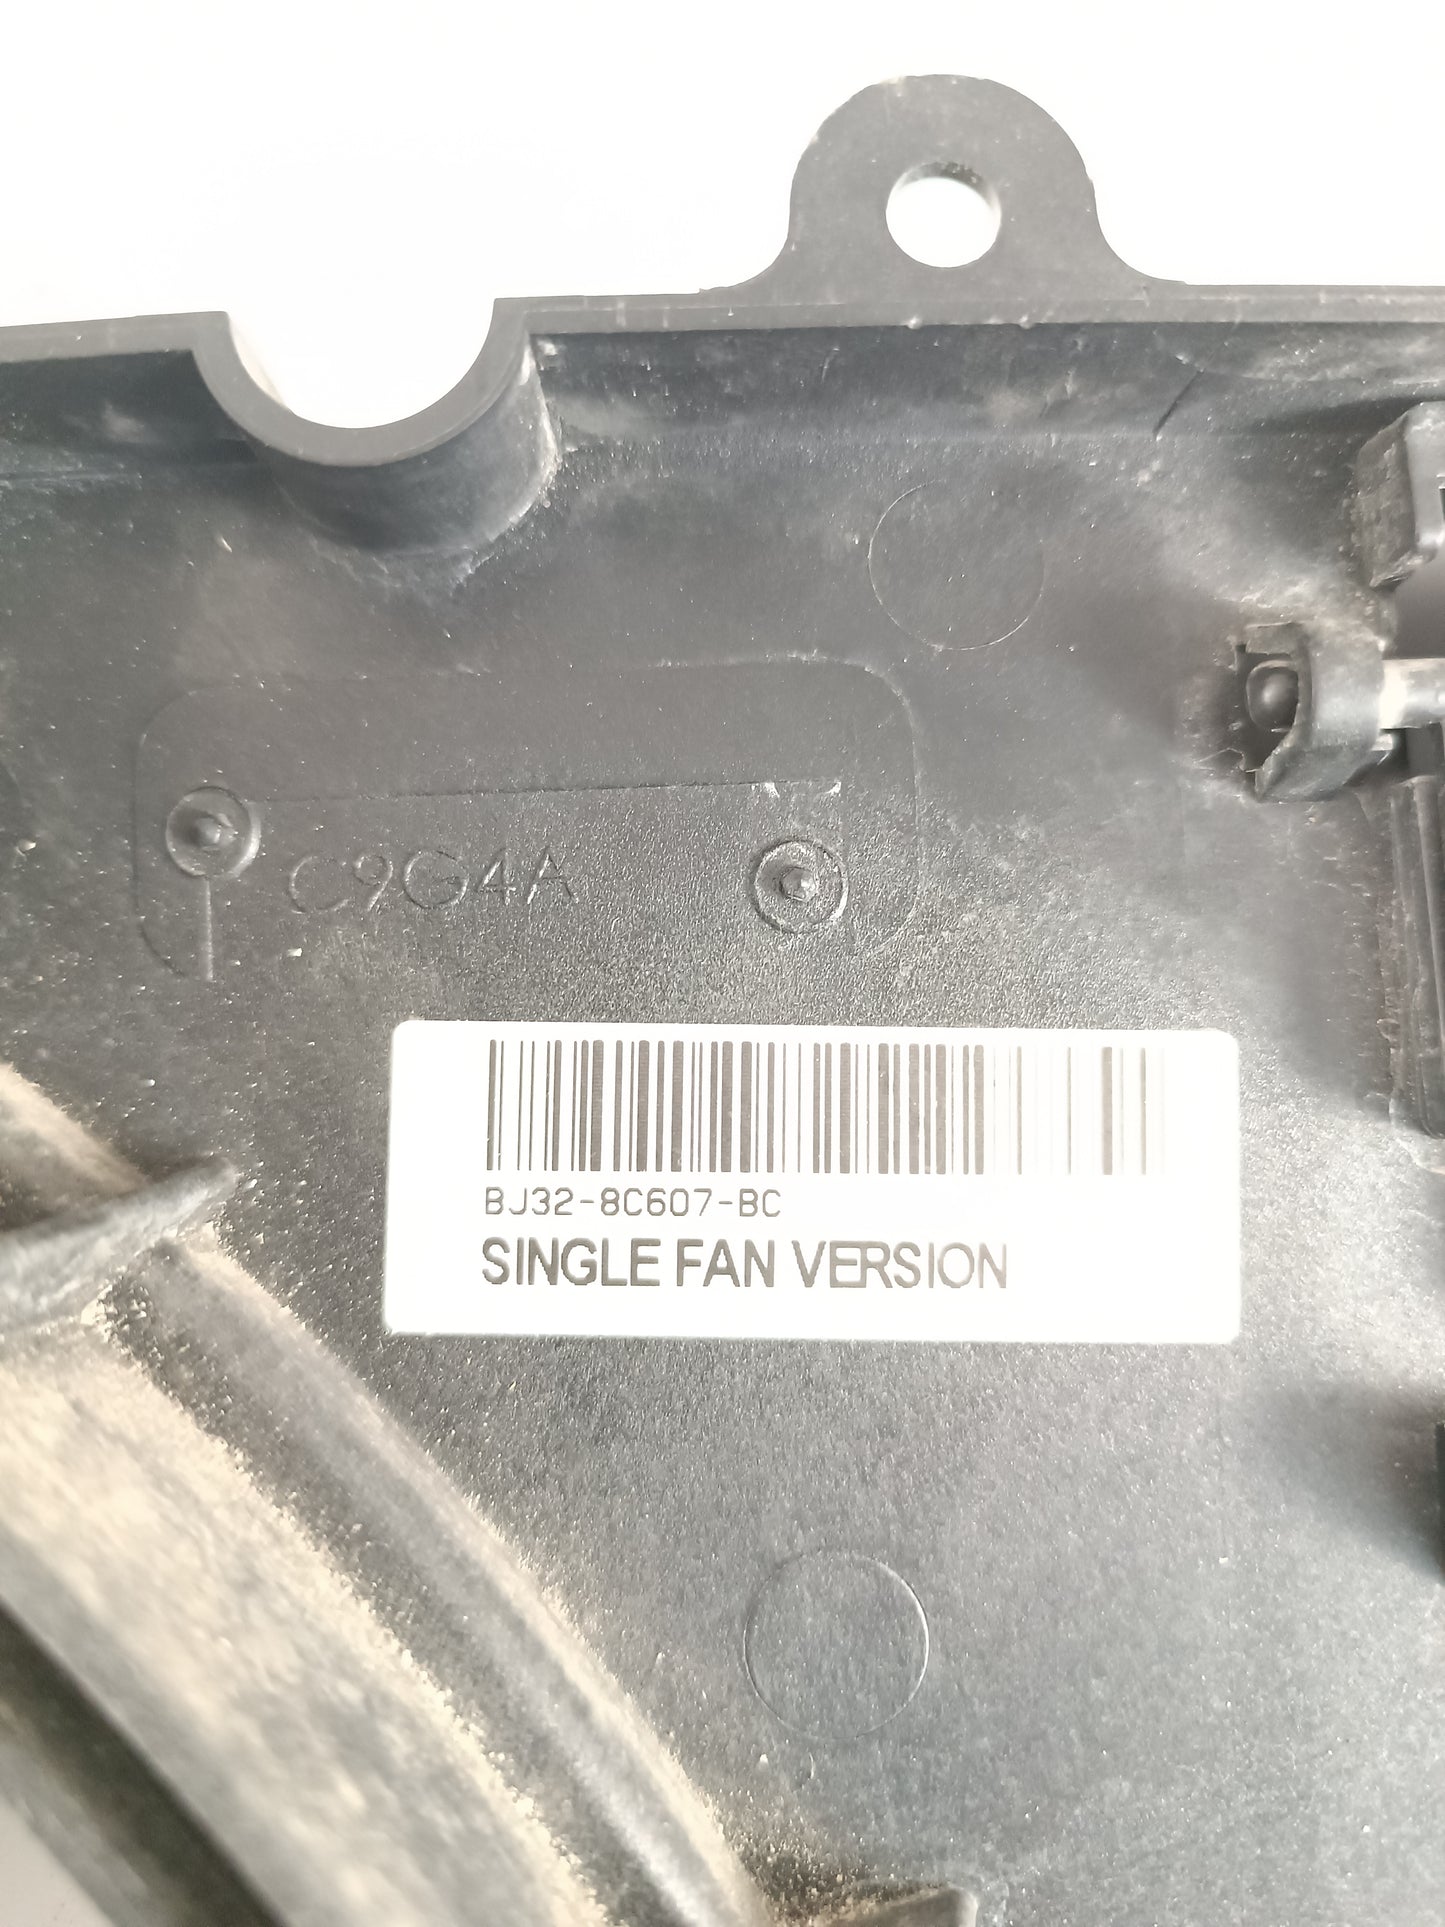 C9G4A
BJ32-8C607-BC
SINGLE FAN VERSION